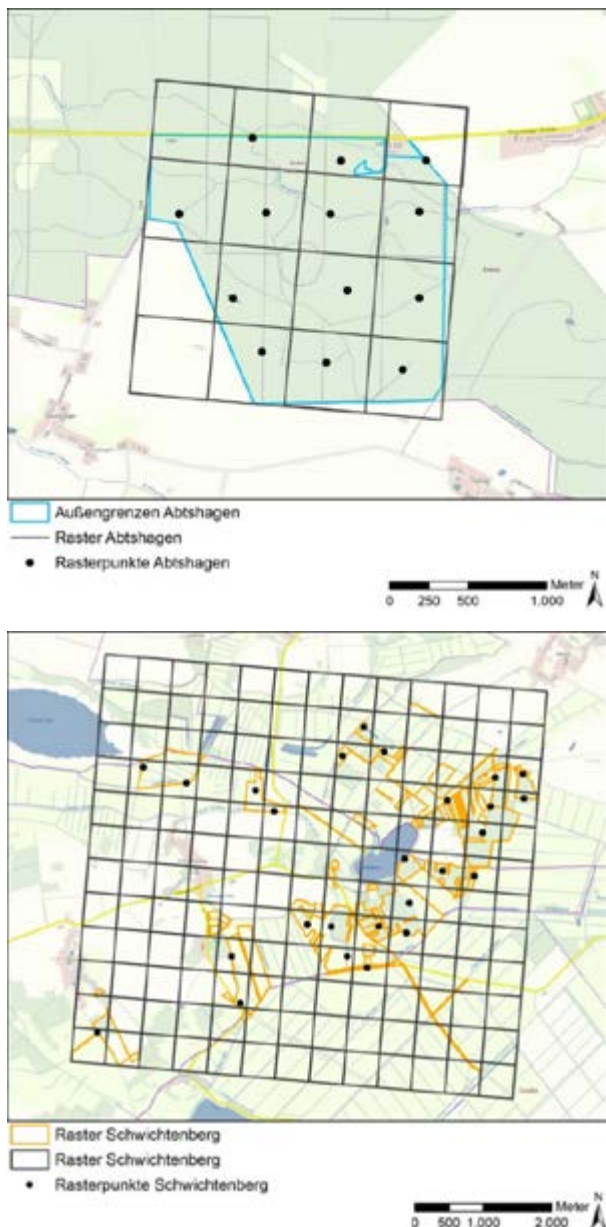 Außengrenzen Abtshagen
Raster Abtshagen
Rasterpunkte Abtshagen
Meter
N
0 250 500 1.000
Raster Schwichtenberg
Raster Schwichtenberg
Rasterpunkte Schwichtenberg
Meter
N
0 500 1.000 2.000